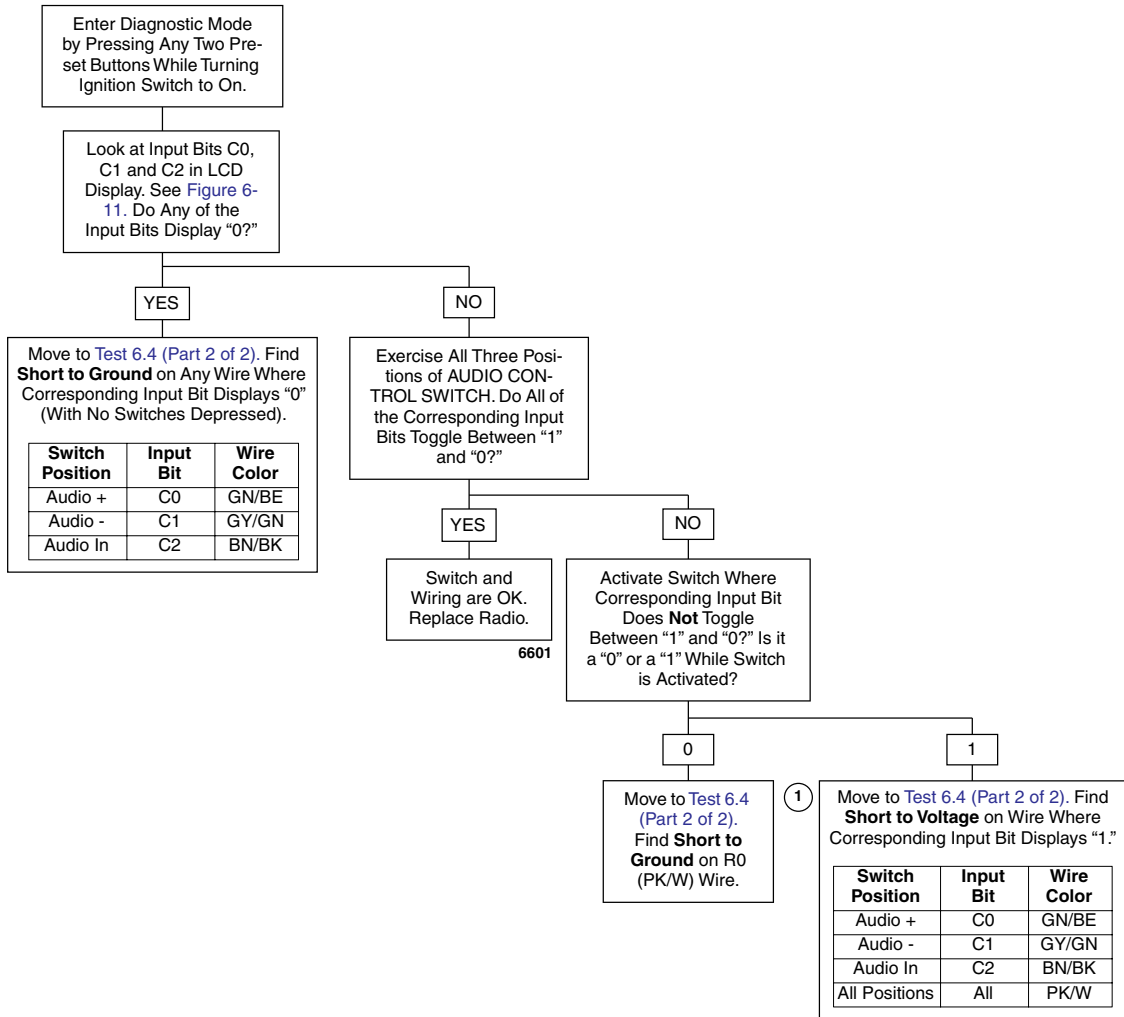 Enter Diagnostic Mode
by Pressing Any Two Pre-
set Buttons While Turning
Ignition Switch to On.
Look at Input Bits C0,
C1 and C2 in LCD
Display. See Figure 6-
11. Do Any of the
Input Bits Display “0?”
YES
NO
Move to Test 6.4 (Part 2 of 2). Find
Short to Ground on Any Wire Where
Corresponding Input Bit Displays “0”
(With No Switches Depressed).
Switch Position Input Bit Wire Color
Audio + C0 GN/BE
Audio - C1 GY/GN
Audio In C2 BN/BK
Exercise All Three Posi-
tions of AUDIO CON-
TROL SWITCH. Do All of
the Corresponding Input
Bits Toggle Between “1”
and “0?”
YES
NO
Switch and
Wiring are OK.
Replace Radio.
6601
Activate Switch Where
Corresponding Input Bit
Does Not Toggle
Between “1” and “0?” Is it
a “0” or a “1” While Switch
is Activated?
0
1
Move to Test 6.4
(Part 2 of 2).
Find Short to
Ground on R0
(PK/W) Wire.
1
Move to Test 6.4 (Part 2 of 2). Find
Short to Voltage on Wire Where
Corresponding Input Bit Displays “1.”
Switch Position Input Bit Wire Color
Audio + C0 GN/BE
Audio - C1 GY/GN
Audio In C2 BN/BK
All Positions All PK/W